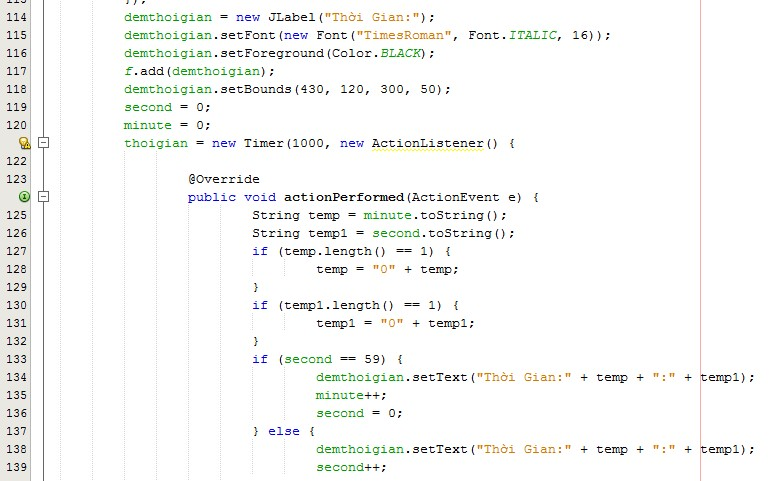 113 });
114 demthoigian = new JLabel("Thời Gian:");
115 demthoigian.setFont(new Font("TimesRoman", Font.ITALIC, 16));
116 demthoigian.setForeground(Color.BLACK);
117 f.add(demthoigian);
118 demthoigian.setBounds(430, 120, 300, 50);
119 second = 0;
120 minute = 0;
thoigian = new Timer(1000, new ActionListener() {
122
123 @Override
public void actionPerformed(ActionEvent e) {
125 String temp = minute.toString();
126 String temp1 = second.toString();
127 if (temp.length() == 1) {
128 temp = "0" + temp;
129 }
130 if (temp1.length() == 1) {
131 temp1 = "0" + temp1;
132 }
133 if (second == 59) {
134 demthoigian.setText("Thời Gian:" + temp + ":" + temp1);
135 minute++;
136 second = 0;
137 } else {
138 demthoigian.setText("Thời Gian:" + temp + ":" + temp1);
139 second++;